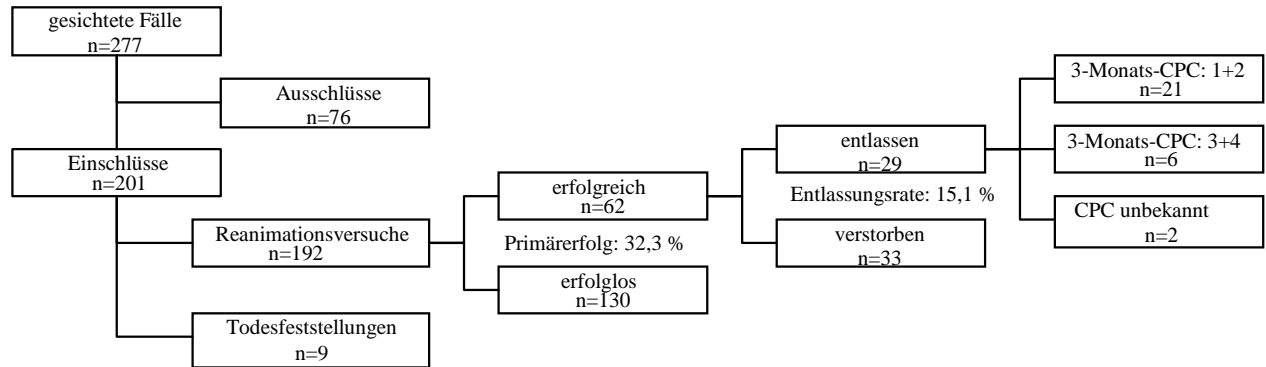 gesichtete Fälle
n=277
Ausschlüsse
n=76
Einschlüsse
n=201
Reanimationsversuche
n=192
Todesfeststellungen
n=9
erfolgreich
n=62
Primärerfolg: 32,3 %
erfolglos
n=130
entlassen
n=29
Entlassungsrate: 15,1 %
verstorben
n=33
3-Monats-CPC: 1+2
n=21
3-Monats-CPC: 3+4
n=6
CPC unbekannt
n=2